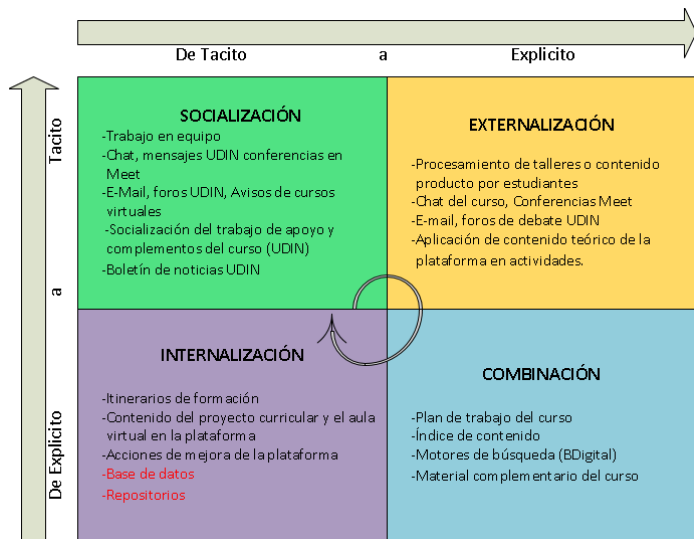 De Tacito a Explicito
Tacito
a
De Explicito
SOCIALIZACIÓN
-Trabajo en equipo
-Chat, mensajes UDIN conferencias en
Meet
-E-Mail, foros UDIN, Avisos de cursos
virtuales
-Socialización del trabajo de apoyo y
complementos del curso (UDIN)
-Boletín de noticias UDIN
EXTERNALIZACIÓN
-Procesamiento de talleres o contenido
producto por estudiantes
-Chat del curso, Conferencias Meet
-E-mail, foros de debate UDIN
-Aplicación de contenido teórico de la
plataforma en actividades.
INTERNALIZACIÓN
-Itinerarios de formación
-Contenido del proyecto curricular y el aula
virtual en la plataforma
-Acciones de mejora de la plataforma
-Base de datos
-Repositorios
COMBINACIÓN
-Plan de trabajo del curso
-Índice de contenido
-Motores de búsqueda (BDigital)
-Material complementario del curso